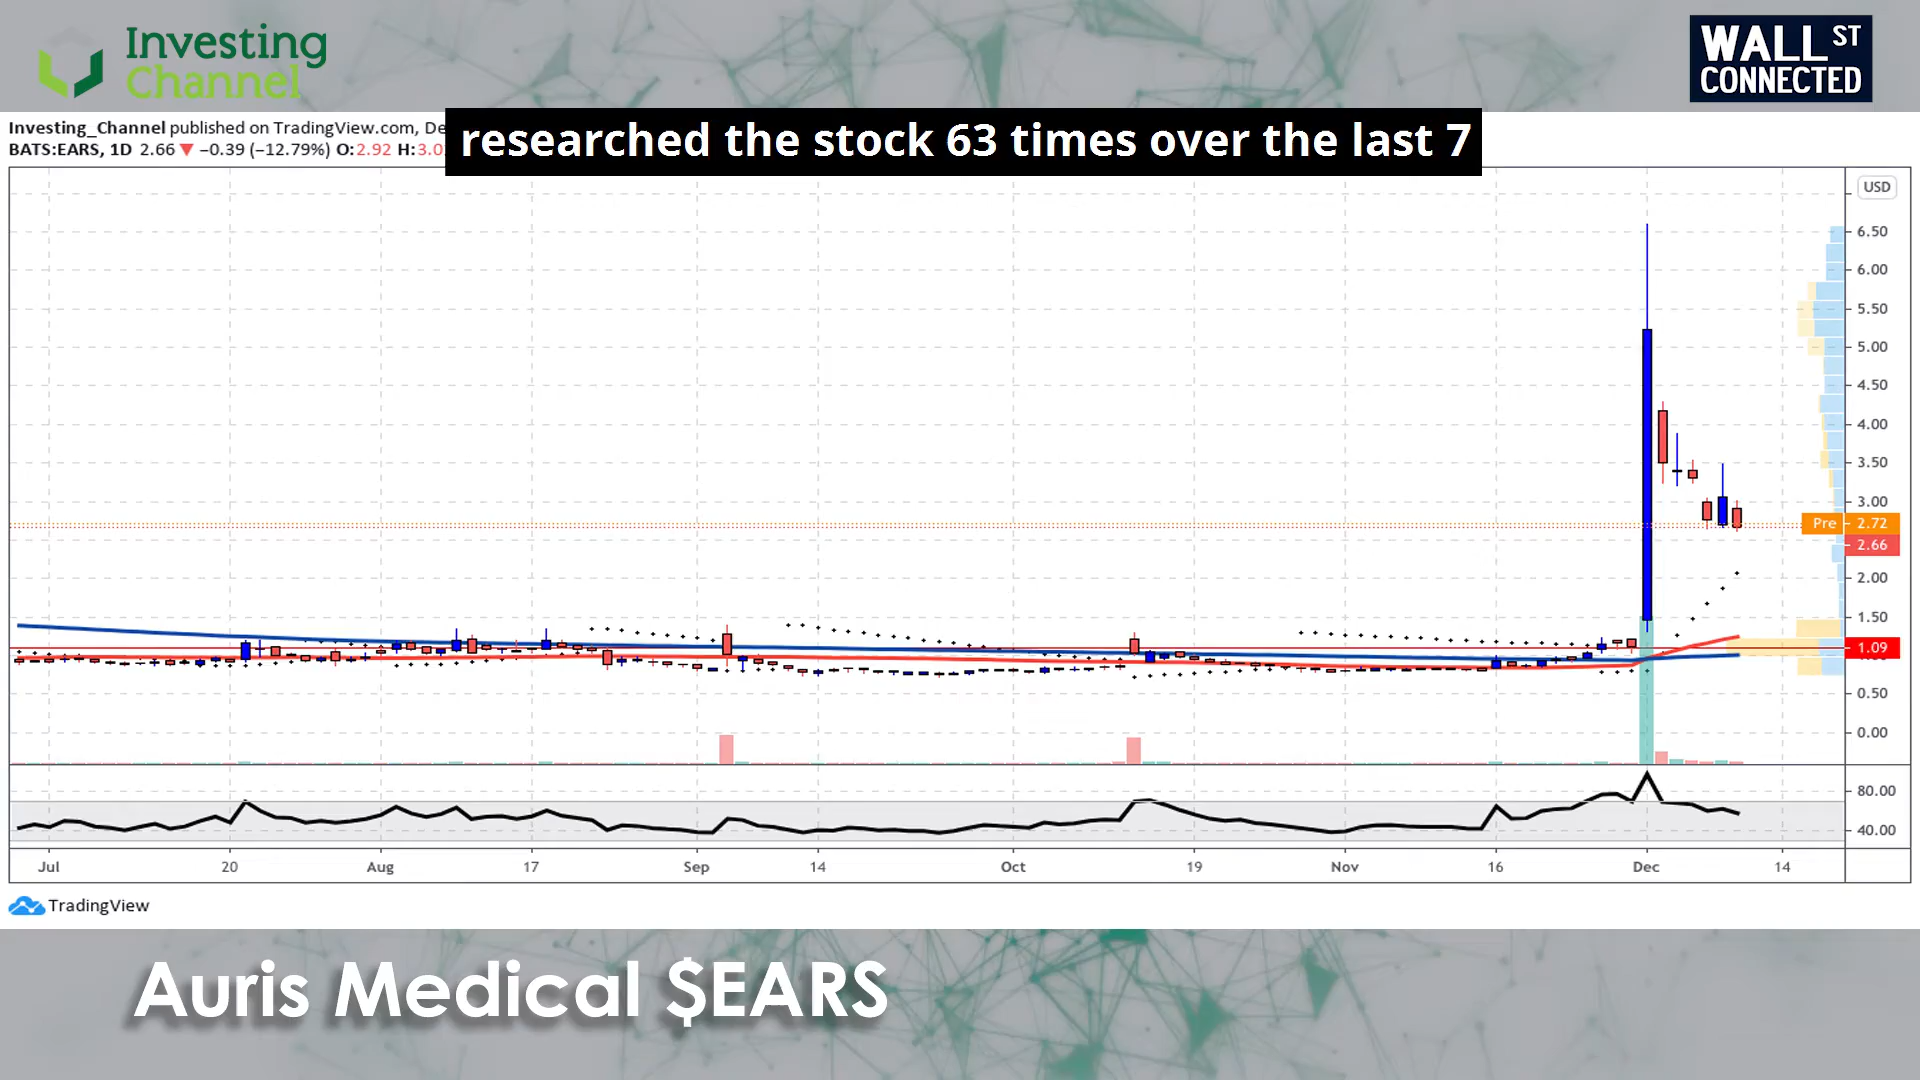 Investing
Channel
WALL ST
CONNECTED
Investing_Channel published on TradingView.com, De
BATS:EARS, 1D 2.66 ▼ −0.39 (−12.79%) O:2.92 H:3.0
researched the stock 63 times over the last 7
USD
6.50
6.00
5.50
5.00
4.50
4.00
3.50
3.00
Pre 2.72
2.66
2.00
1.50
1.09
0.50
0.00
80.00
40.00
Jul 20 Aug 17 Sep 14 Oct 19 Nov 16 Dec 14
TradingView
Auris Medical $EARS